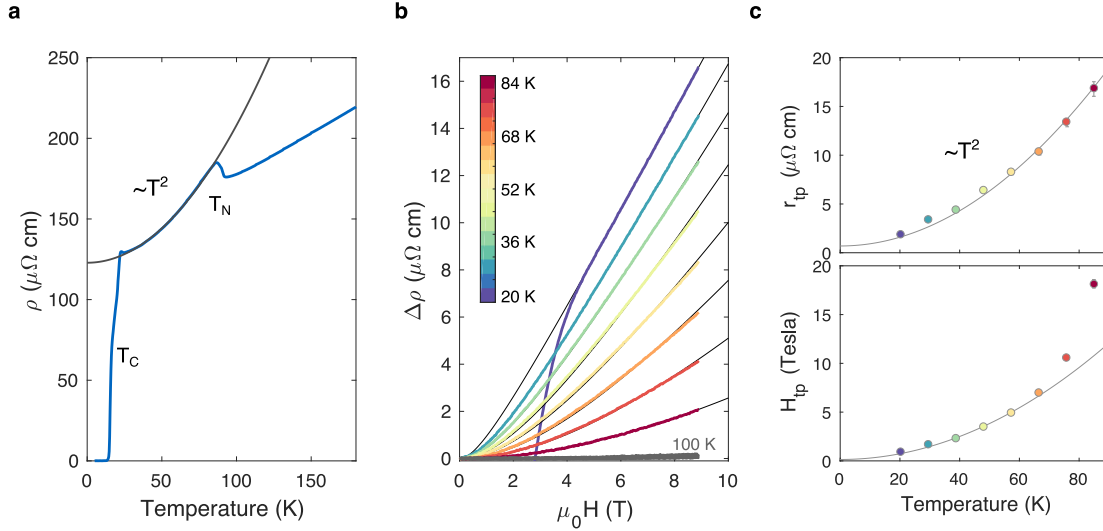 a
250
200
150
100
50
0
0
50
100
150
ρ (μΩ cm)
Temperature (K)
~T²
T_N
T_C
b
16
14
12
10
8
6
4
2
0
0
2
4
6
8
10
Δρ (μΩ cm)
μ₀H (T)
84 K
68 K
52 K
36 K
20 K
100 K
c
20
15
10
5
0
r_tp (μΩ cm)
~T²
20
15
10
5
0
H_tp (Tesla)
0
20
40
60
80
Temperature (K)